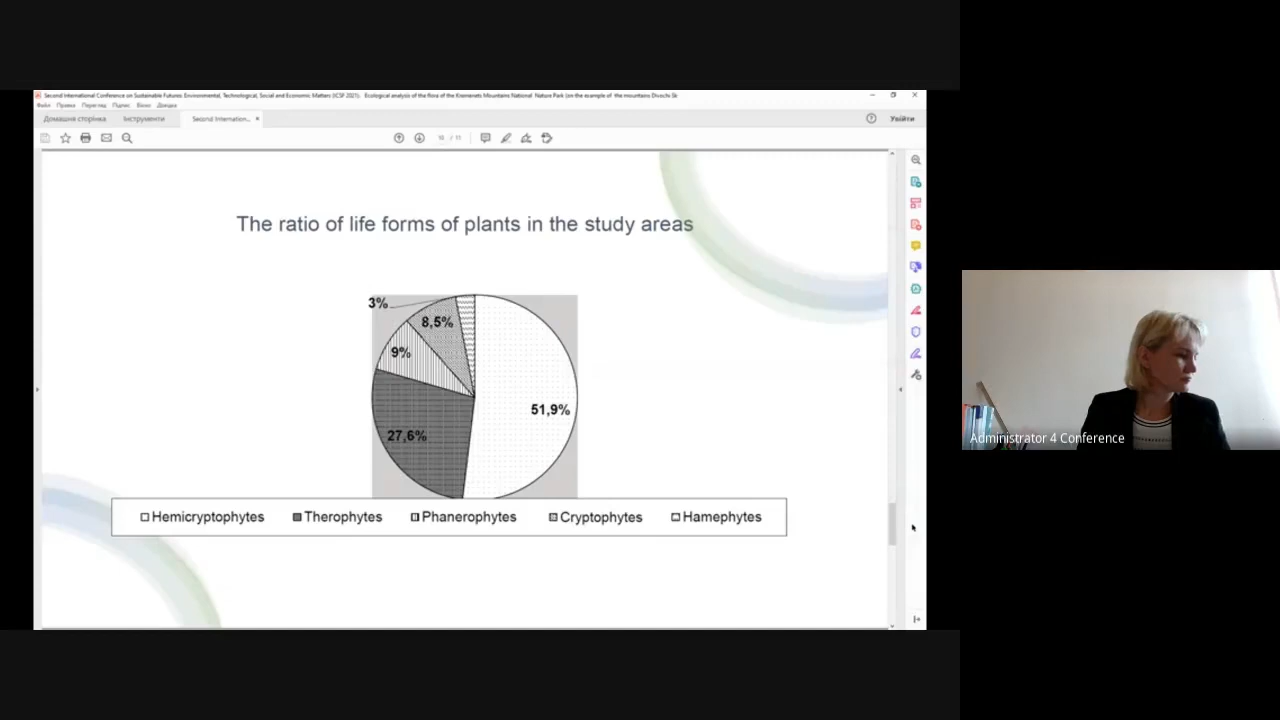 Second International Conference on Sustainable Futures: Environmental, Technological, Social and Economic Matters (ICSF 2021). Ecological analysis of the flora of the Kremenets Mountains National Nature Park (on the example of the mountains Divochi Sk
Файл Правка Перегляд Підпис Вікно Довідка
Домашня сторінка Інструменти Second Internation... × Увійти
/ 11
The ratio of life forms of plants in the study areas
3%
8,5%
9%
51,9%
27,6%
Hemicryptophytes Therophytes Phanerophytes Cryptophytes Hamephytes
Administrator 4 Conference